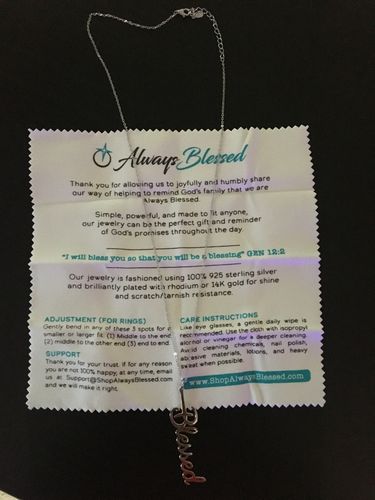 Always Blessed
Thank you for allowing us to joyfully and humbly share
our way of helping to remind God's family that we are
Always Blessed.
Simple, powerful, and made to fit anyone,
our jewelry can be the perfect gift and reminder
of God's promises throughout the day.
"I will bless you so that you will be a blessing" GEN 12:2
Our jewelry is fashioned using 100% 925 sterling silver
and brilliantly plated with rhodium or 14K gold for shine
and scratch/tarnish resistance.
ADJUSTMENT (FOR RINGS)
Gently bend in any of these 3 spots for a
smaller or larger fit: (1) Middle to the end
(2) middle to the other end (3) end to end.
SUPPORT
Thank you for your trust, if for any reason
you are not 100% happy, at any time, email
us at Support@ShopAlwaysBlessed.com
and we will make it right.
CARE INSTRUCTIONS
Like eye glasses, a gentle daily wipe is
recommended. Use the cloth with isopropyl
alcohol or vinegar for a deeper cleaning.
Avoid cleaning chemicals, nail polish,
abrasive materials, lotions, and heavy
sweat when possible.
www.ShopAlwaysBlessed.com
Blessed